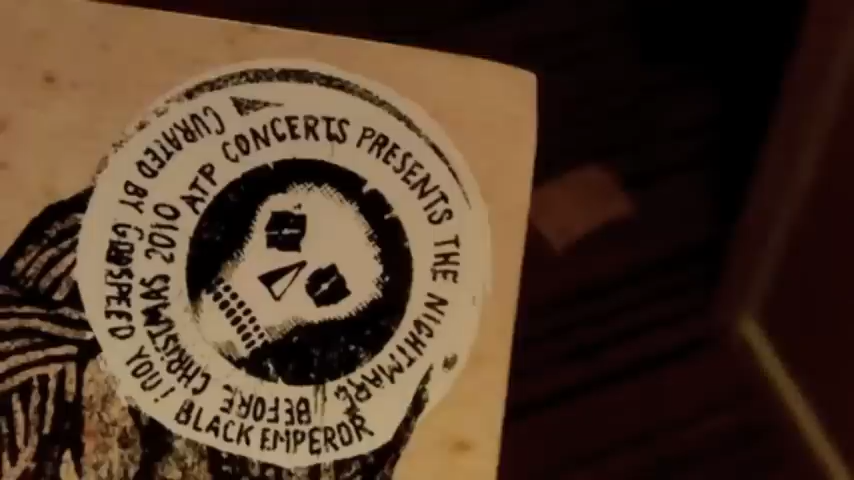 ATP CONCERTS PRESENTS THE NIGHTMARE BEFORE CHRISTMAS 2010
CURATED BY GODSPEED YOU! BLACK EMPEROR